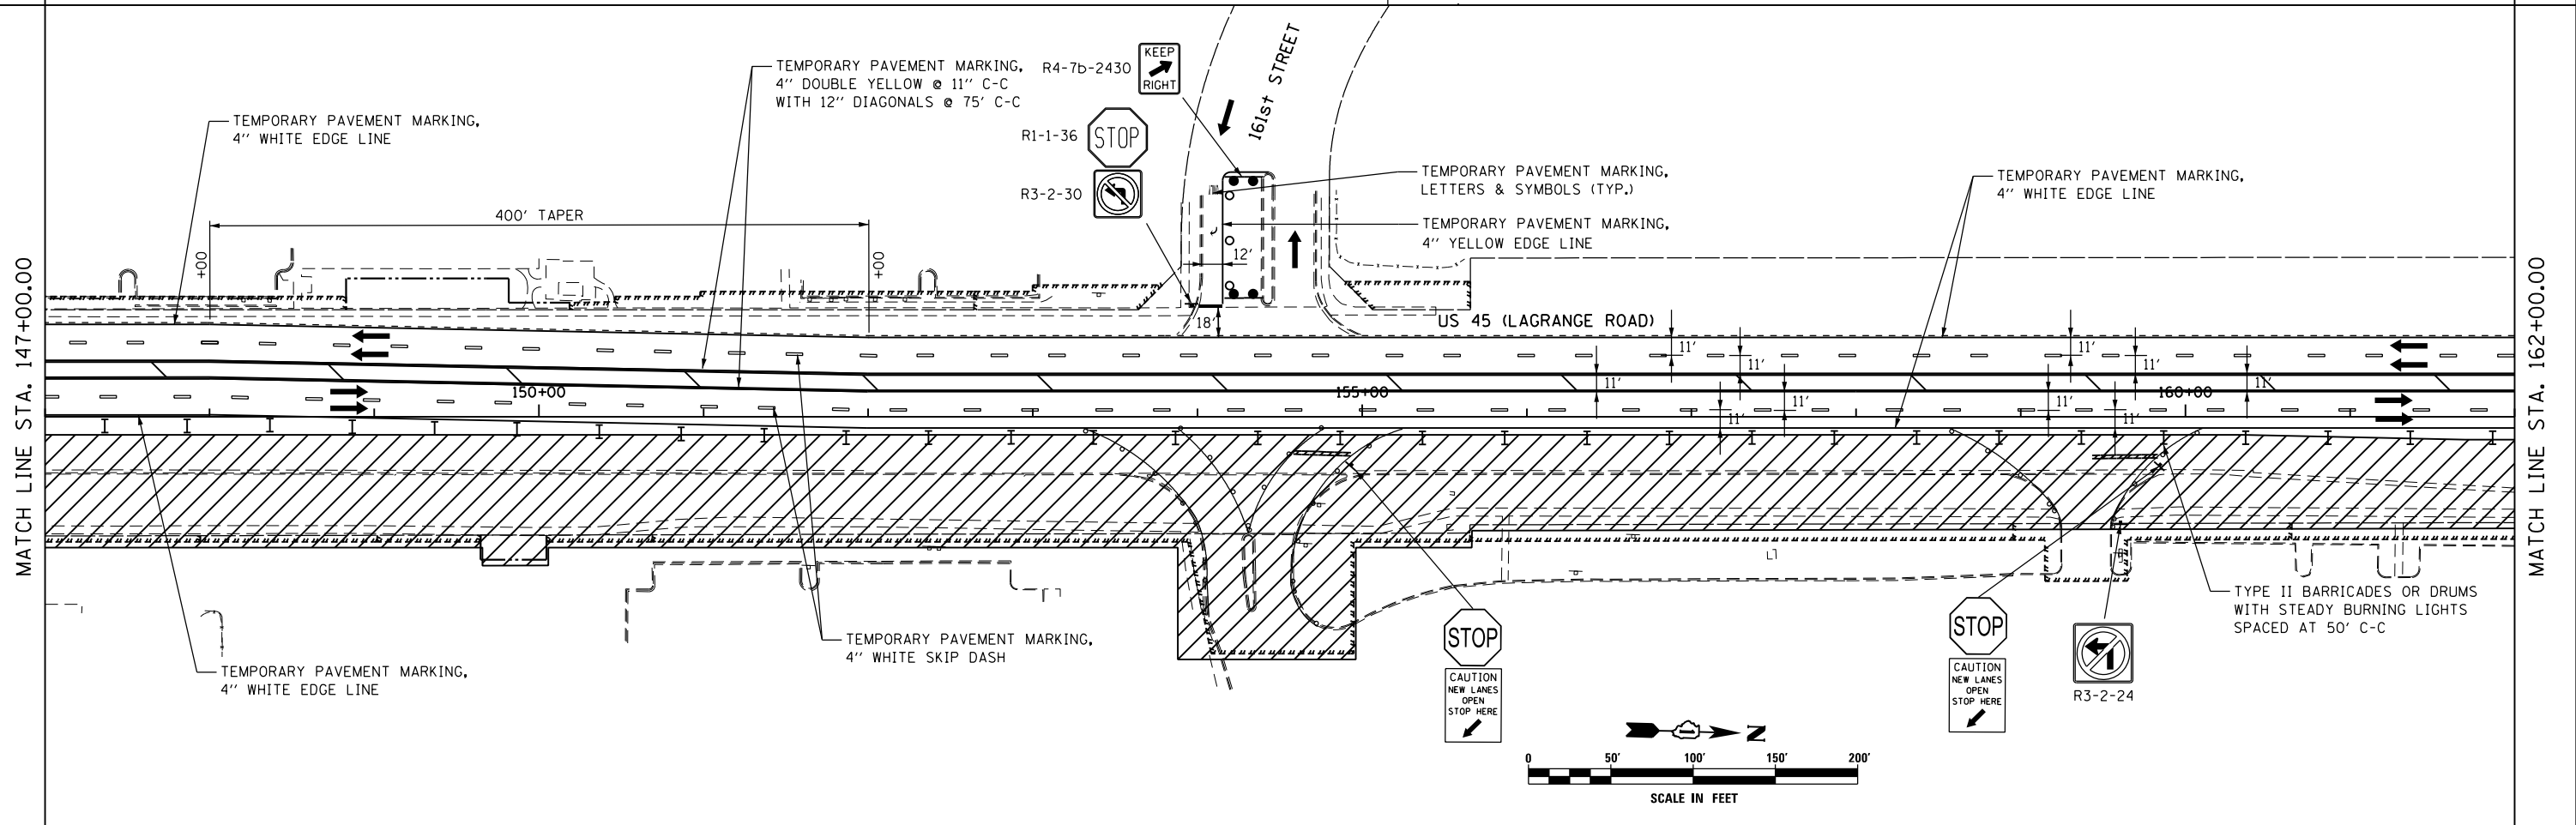 MATCH LINE STA. 147+00.00
TEMPORARY PAVEMENT MARKING,
4'' WHITE EDGE LINE
400' TAPER
+00
+00
TEMPORARY PAVEMENT MARKING,
4'' DOUBLE YELLOW @ 11'' C-C
WITH 12'' DIAGONALS @ 75' C-C
R4-7b-2430
KEEP
RIGHT
R1-1-36
STOP
R3-2-30
161st STREET
TEMPORARY PAVEMENT MARKING,
LETTERS & SYMBOLS (TYP.)
TEMPORARY PAVEMENT MARKING,
4'' YELLOW EDGE LINE
12'
18'
TEMPORARY PAVEMENT MARKING,
4'' WHITE EDGE LINE
US 45 (LAGRANGE ROAD)
11'
11'
11'
11'
11'
11'
11'
11'
11'
11'
150+00
155+00
160+00
TEMPORARY PAVEMENT MARKING,
4'' WHITE EDGE LINE
TEMPORARY PAVEMENT MARKING,
4'' WHITE SKIP DASH
STOP
CAUTION
NEW LANES
OPEN
STOP HERE
STOP
CAUTION
NEW LANES
OPEN
STOP HERE
R3-2-24
TYPE II BARRICADES OR DRUMS
WITH STEADY BURNING LIGHTS
SPACED AT 50' C-C
N
0 50' 100' 150' 200'
SCALE IN FEET
MATCH LINE STA. 162+00.00